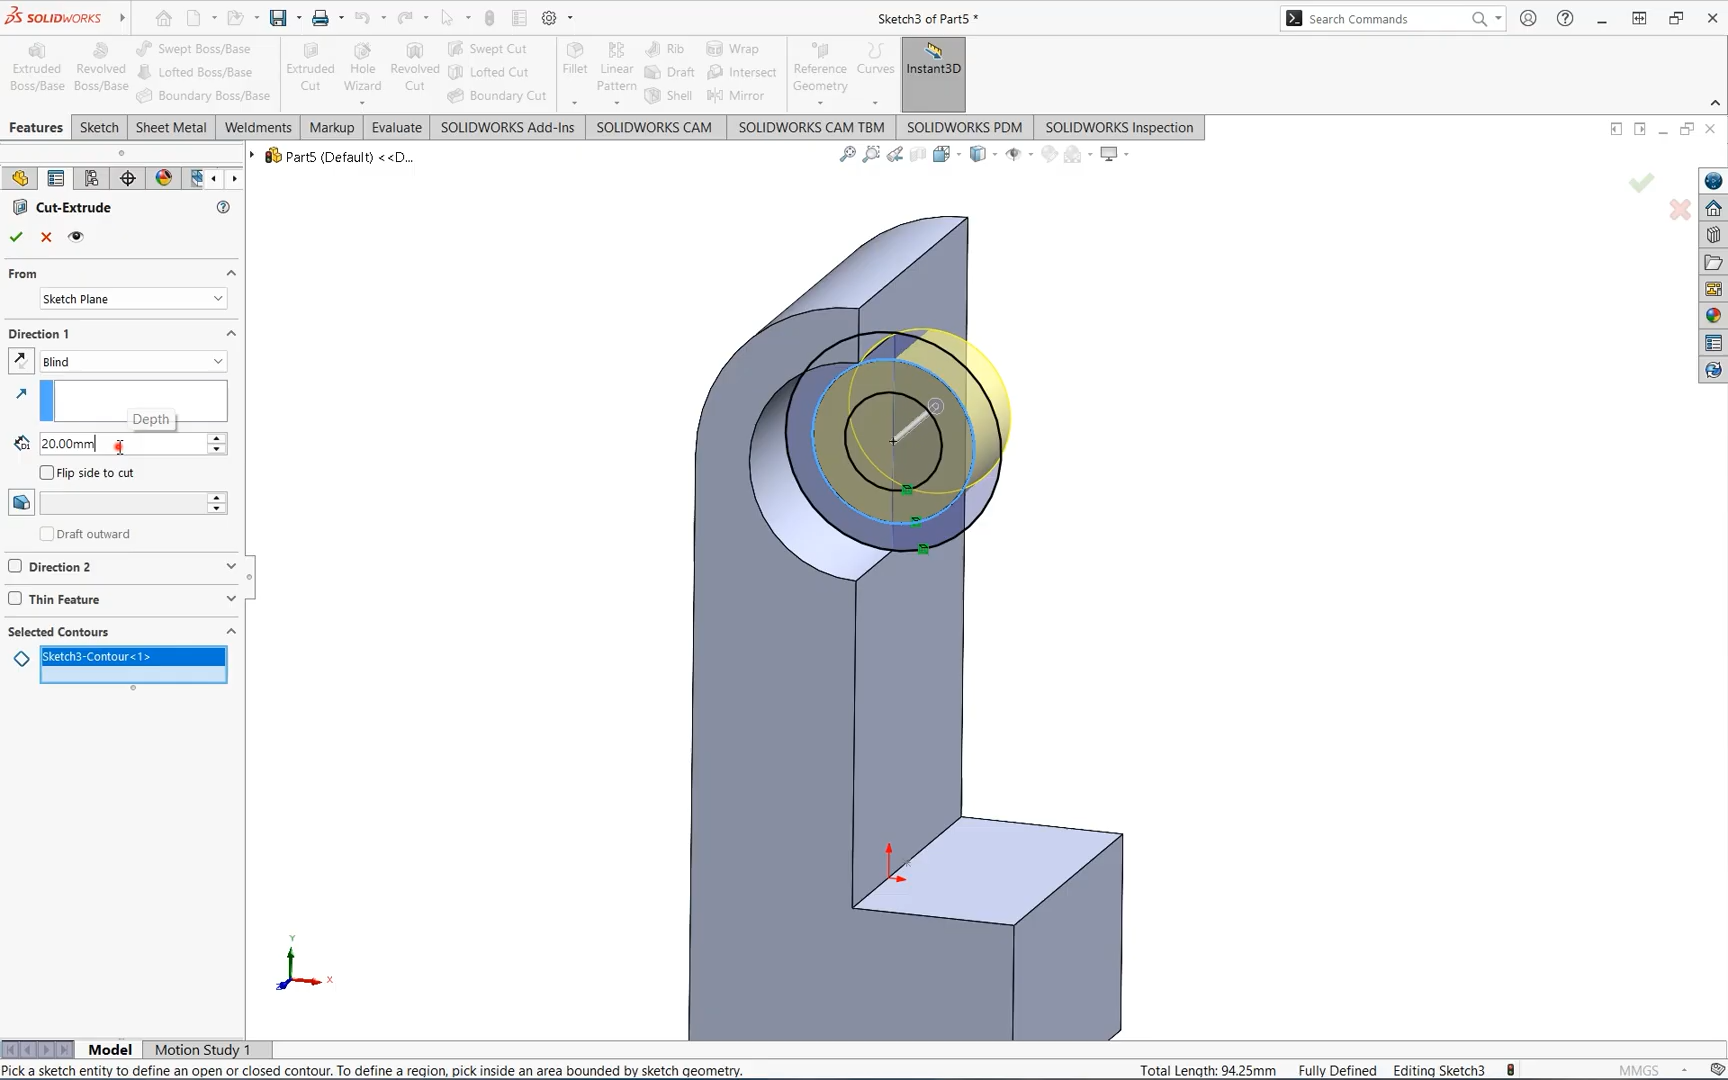 SOLIDWORKS
Sketch3 of Part5 *
Search Commands
Extruded Boss/Base
Revolved Boss/Base
Swept Boss/Base
Lofted Boss/Base
Boundary Boss/Base
Extruded Cut
Hole Wizard
Revolved Cut
Swept Cut
Lofted Cut
Boundary Cut
Fillet
Linear Pattern
Rib
Draft
Shell
Wrap
Intersect
Mirror
Reference Geometry
Curves
Instant3D
Features
Sketch
Sheet Metal
Weldments
Markup
Evaluate
SOLIDWORKS Add-Ins
SOLIDWORKS CAM
SOLIDWORKS CAM TBM
SOLIDWORKS PDM
SOLIDWORKS Inspection
Part5 (Default) <<D...
Cut-Extrude
From
Sketch Plane
Direction 1
Blind
Depth
D1
20.00mm
Flip side to cut
Draft outward
Direction 2
Thin Feature
Selected Contours
Sketch3-Contour<1>
Y
X
Z
Model
Motion Study 1
Pick a sketch entity to define an open or closed contour. To define a region, pick inside an area bounded by sketch geometry.
Total Length: 94.25mm
Fully Defined
Editing Sketch3
MMGS